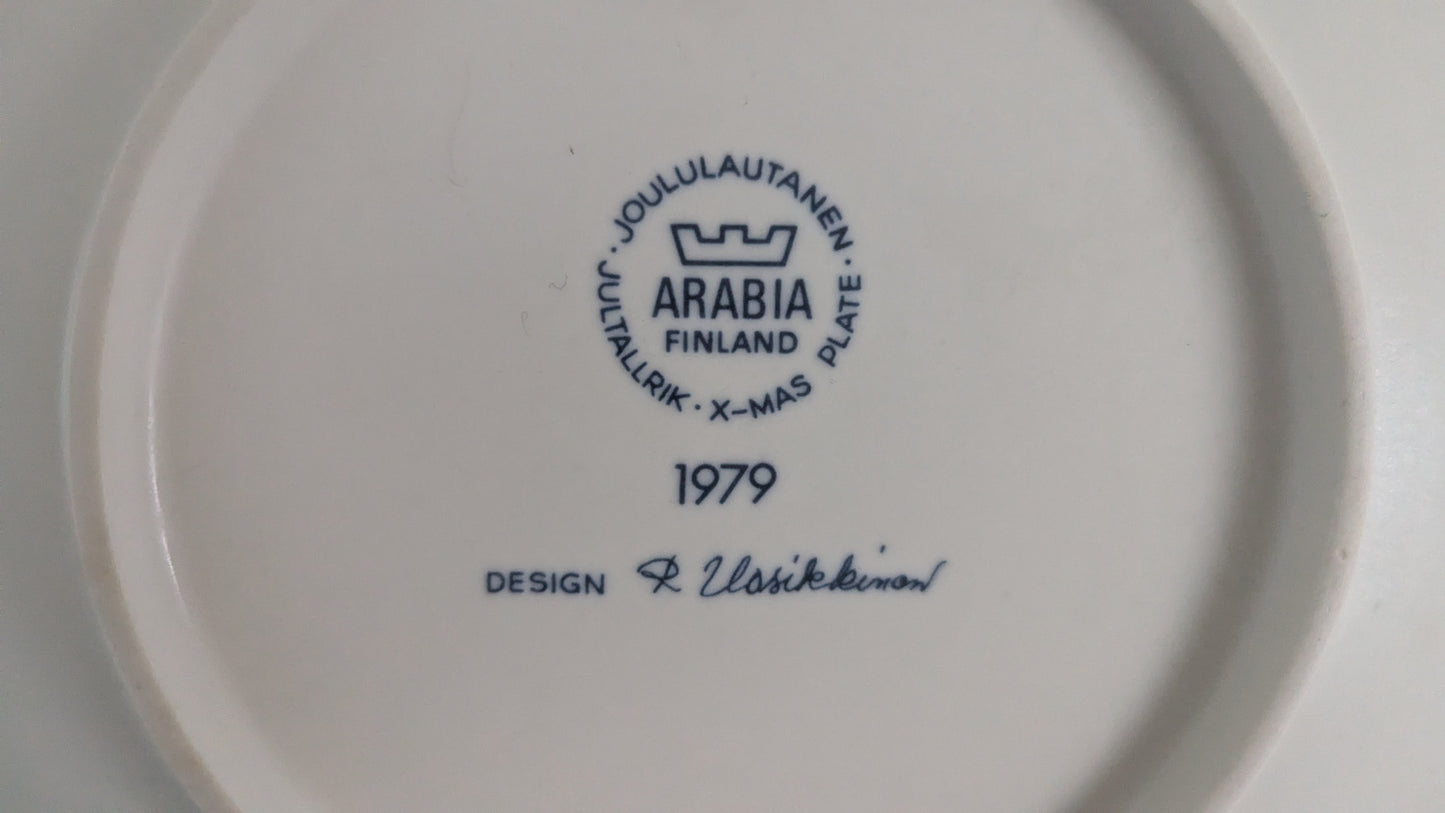 · JOULULAUTANEN · X-MAS PLATE · JULTALLRIK
ARABIA
FINLAND
1979
DESIGN R Uosikkinen